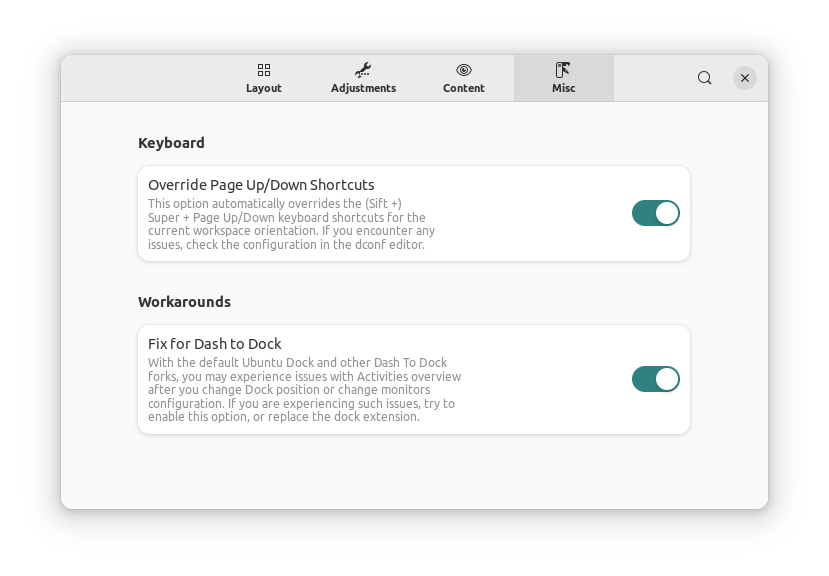 Layout
Adjustments
Content
Misc
Keyboard
Override Page Up/Down Shortcuts
This option automatically overrides the (Sift +)
Super + Page Up/Down keyboard shortcuts for the
current workspace orientation. If you encounter any
issues, check the configuration in the dconf editor.
Workarounds
Fix for Dash to Dock
With the default Ubuntu Dock and other Dash To Dock
forks, you may experience issues with Activities overview
after you change Dock position or change monitors
configuration. If you are experiencing such issues, try to
enable this option, or replace the dock extension.